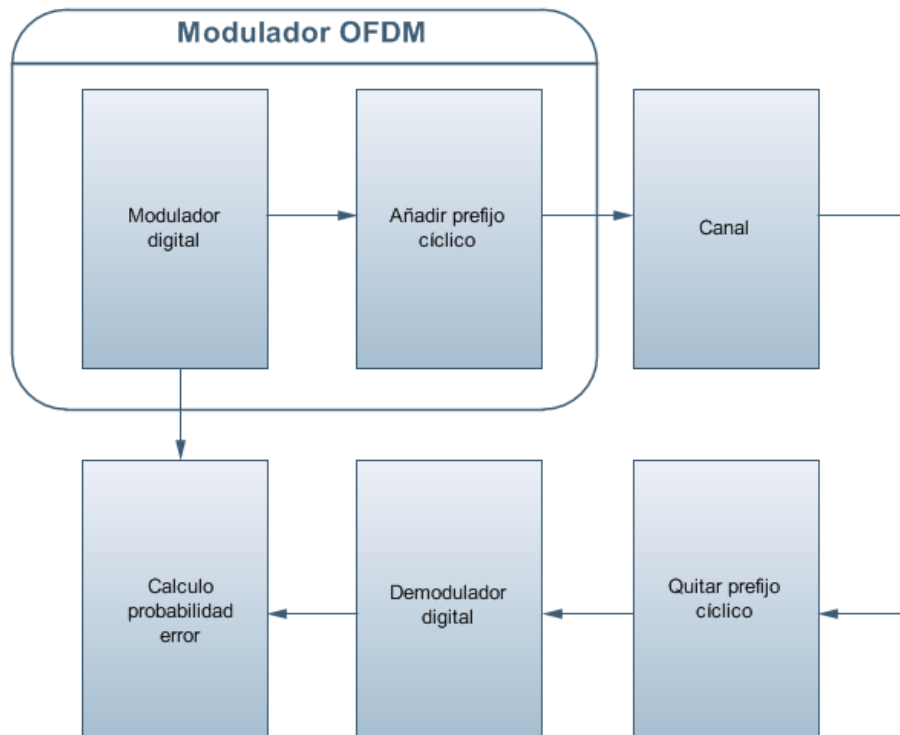 Modulador OFDM
Modulador
digital
Añadir prefijo
cíclico
Canal
Calculo
probabilidad
error
Demodulador
digital
Quitar prefijo
cíclico